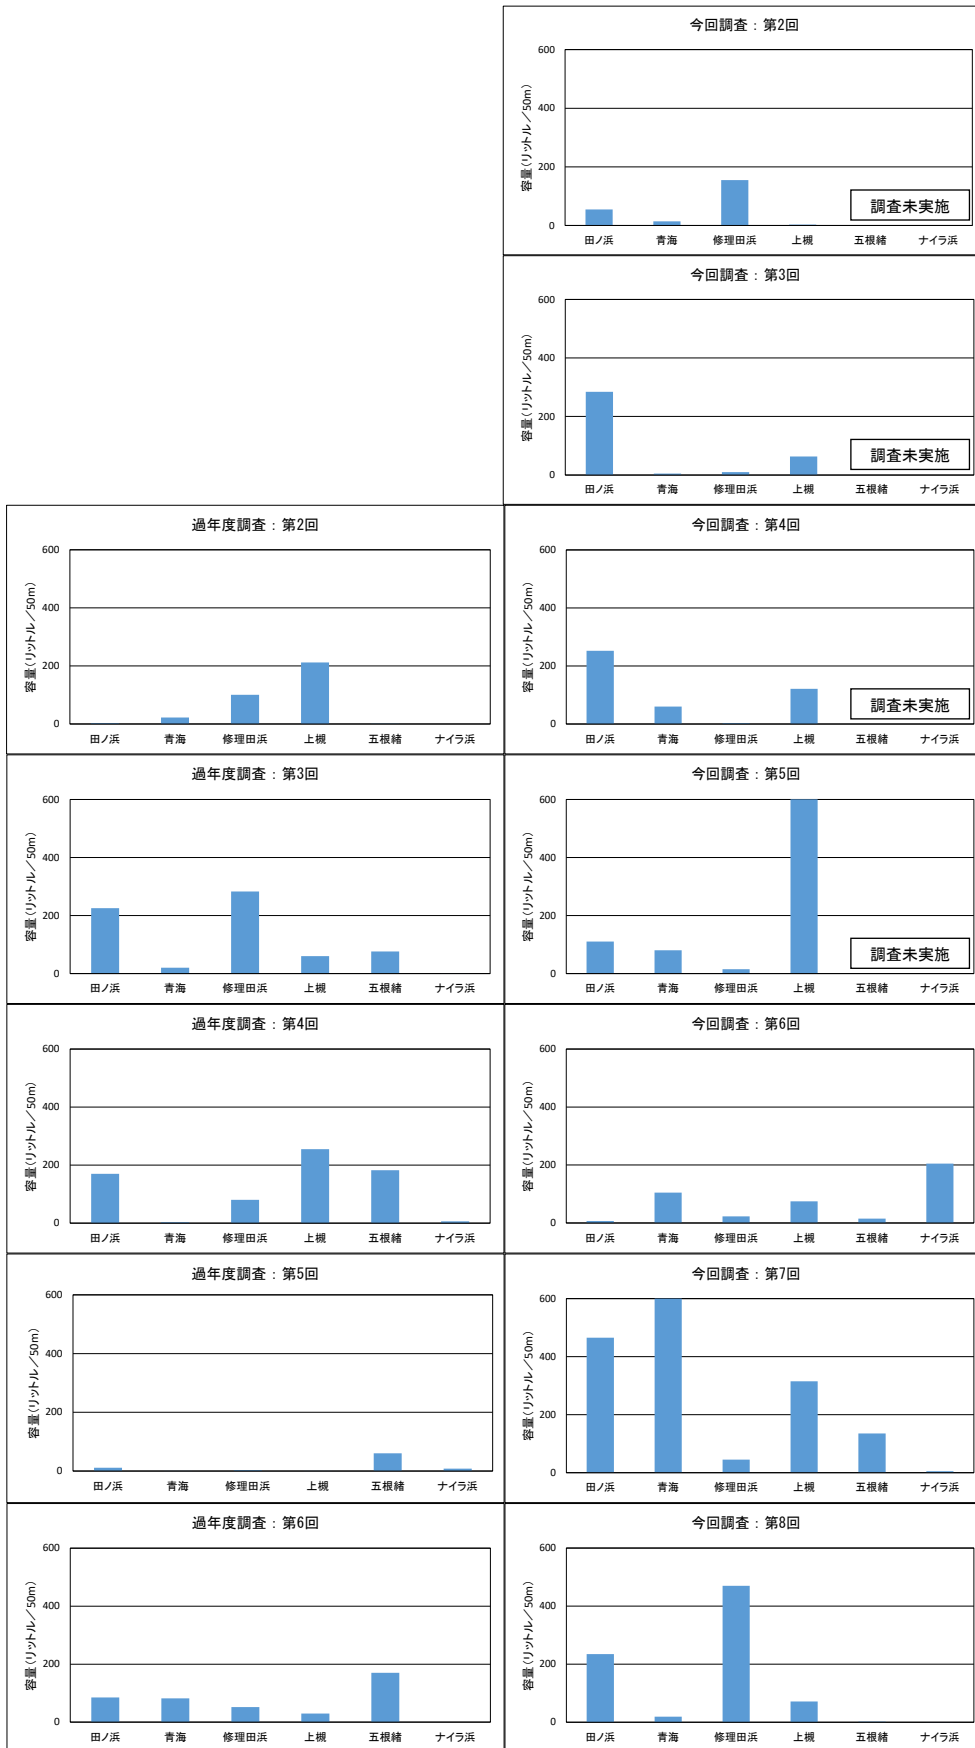 今回調査：第2回
容量(リットル／50m)
600
400
200
0
調査未実施
田ノ浜 青海 修理田浜 上槻 五根緒 ナイラ浜
今回調査：第3回
容量(リットル／50m)
600
400
200
0
調査未実施
田ノ浜 青海 修理田浜 上槻 五根緒 ナイラ浜
過年度調査：第2回
容量(リットル／50m)
600
400
200
0
田ノ浜 青海 修理田浜 上槻 五根緒 ナイラ浜
今回調査：第4回
容量(リットル／50m)
600
400
200
0
調査未実施
田ノ浜 青海 修理田浜 上槻 五根緒 ナイラ浜
過年度調査：第3回
容量(リットル／50m)
600
400
200
0
田ノ浜 青海 修理田浜 上槻 五根緒 ナイラ浜
今回調査：第5回
容量(リットル／50m)
600
400
200
0
調査未実施
田ノ浜 青海 修理田浜 上槻 五根緒 ナイラ浜
過年度調査：第4回
容量(リットル／50m)
600
400
200
0
田ノ浜 青海 修理田浜 上槻 五根緒 ナイラ浜
今回調査：第6回
容量(リットル／50m)
600
400
200
0
田ノ浜 青海 修理田浜 上槻 五根緒 ナイラ浜
過年度調査：第5回
容量(リットル／50m)
600
400
200
0
田ノ浜 青海 修理田浜 上槻 五根緒 ナイラ浜
今回調査：第7回
容量(リットル／50m)
600
400
200
0
田ノ浜 青海 修理田浜 上槻 五根緒 ナイラ浜
過年度調査：第6回
容量(リットル／50m)
600
400
200
0
田ノ浜 青海 修理田浜 上槻 五根緒 ナイラ浜
今回調査：第8回
容量(リットル／50m)
600
400
200
0
田ノ浜 青海 修理田浜 上槻 五根緒 ナイラ浜